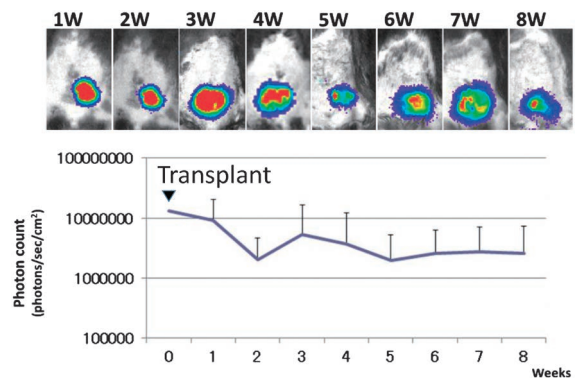 1W 2W 3W 4W 5W 6W 7W 8W
100000000
Transplant
10000000
1000000
100000
Photon count
(photons/sec/cm²)
0 1 2 3 4 5 6 7 8
Weeks